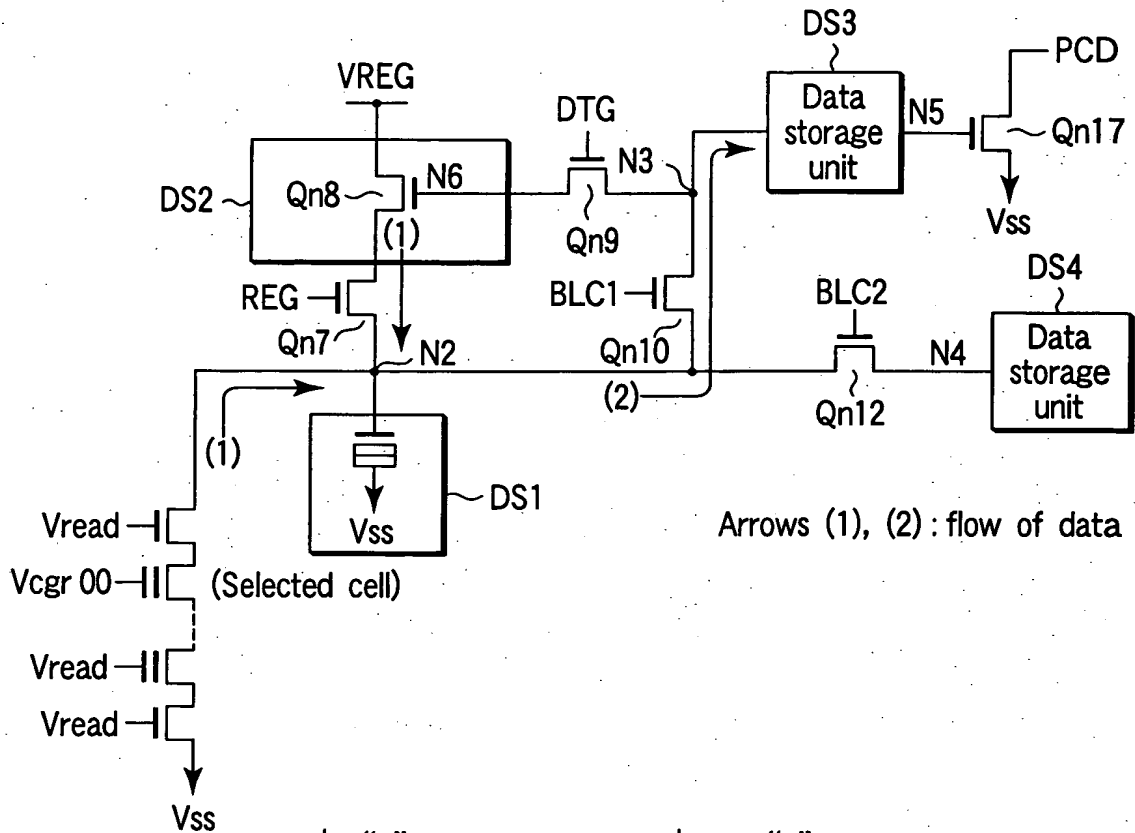 DS3
PCD
VREG
DTG
Data
storage
unit
N5
Qn17
N6
N3
Qn8
DS2
(1)
Qn9
Vss
DS4
REG
BLC1
BLC2
Qn7
N2
Qn10
N4
Data
storage
unit
(2)
Qn12
(1)
DS1
Vss
Vread
Arrows (1), (2) : flow of data
Vcgr 00
(Selected cell)
Vread
Vread
Vss